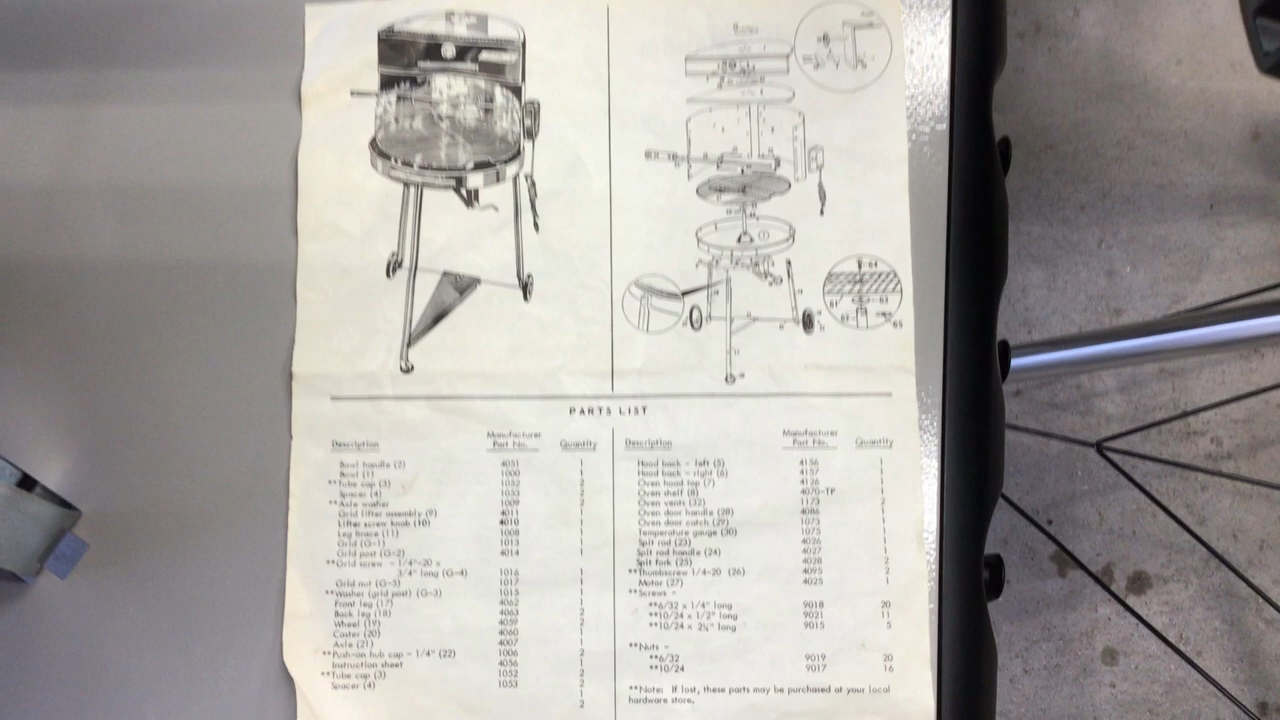 PARTS LIST
Description Manufacturer Part No. Quantity
Bowl handle (2) 4051 1
Bowl (1) 1000 1
**Tube cap (3) 1052 2
Spacer (4) 1053 2
**Axle washer 1009 2
Grid lifter assembly (9) 4011 1
Lifter screw knob (10) 4010 1
Leg brace (11) 1008 1
Grid (G-1) 1013 1
Grid post (G-2) 4014 1
**Grid screw - 1/4"-20 x
3/4" long (G-4) 1016 1
Grid nut (G-5) 1017 1
**Washer (grid post) (G-3) 1015 1
Front leg (17) 4062 1
Back leg (18) 4063 2
Wheel (19) 4059 2
Caster (20) 4060 1
Axle (21) 4007 1
**Push-on hub cap - 1/4" (22) 1006 2
Instruction sheet 4056 1
**Tube cap (3) 1052 2
Spacer (4) 1053 2
1
2
Description Manufacturer Part No. Quantity
Hood back - left (5) 4156 1
Hood back - right (6) 4157 1
Oven hood top (7) 4126 1
Oven shelf (8) 4070-TP 1
Oven vents (32) 1173 2
Oven door handle (28) 4086 1
Oven door catch (29) 1073 1
Temperature gauge (30) 1075 1
Spit rod (23) 4026 1
Spit rod handle (24) 4027 1
Spit fork (25) 4028 2
**Thumbscrew 1/4-20 (26) 4095 2
Motor (27) 4025 1
**Screws -
**6/32 x 1/4" long 9018 20
**10/24 x 1/2" long 9021 11
**10/24 x 2¼" long 9015 5
**Nuts -
**6/32 9019 20
**10/24 9017 16
**Note: If lost, these parts may be purchased at your local
hardware store.